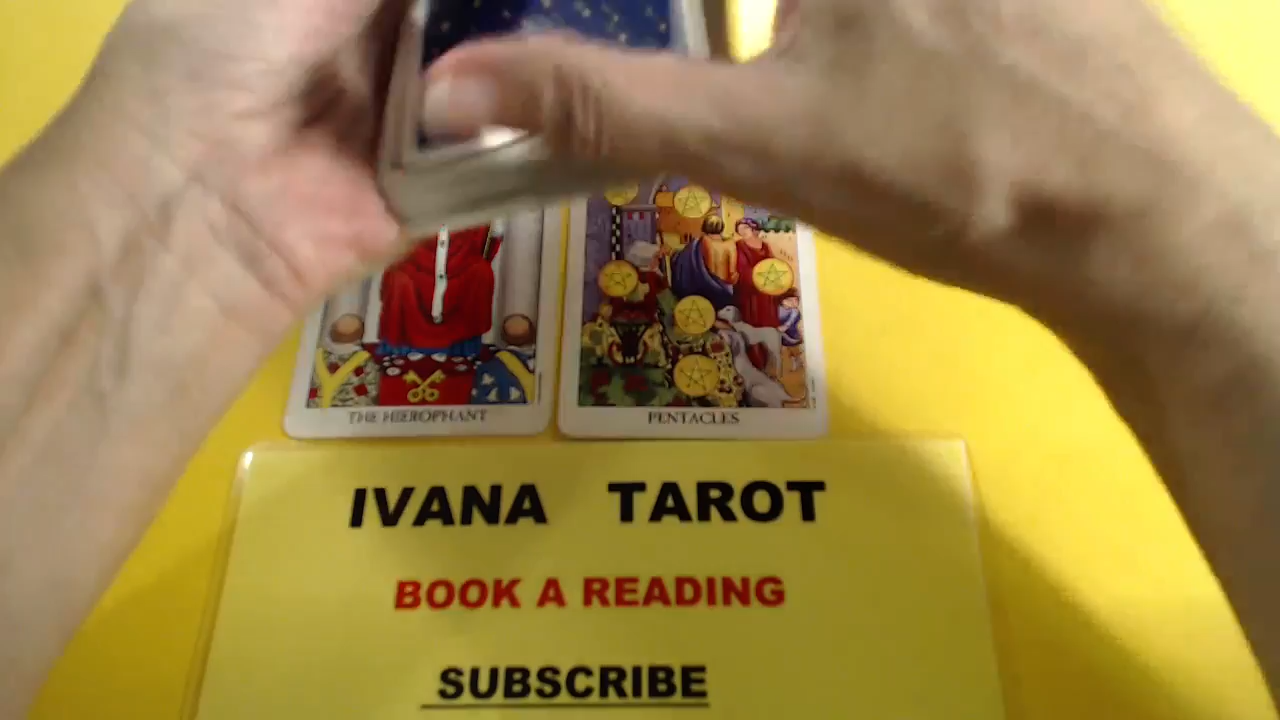 THE HIEROPHANT
PENTACLES
IVANA TAROT
BOOK A READING
SUBSCRIBE